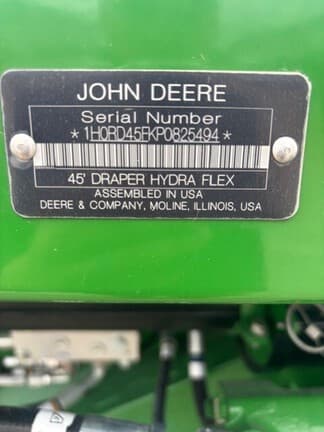 JOHN DEERE
Serial Number
*1H0RD45FKP0825494*
45' DRAPER HYDRA FLEX
ASSEMBLED IN USA
DEERE & COMPANY, MOLINE, ILLINOIS, USA